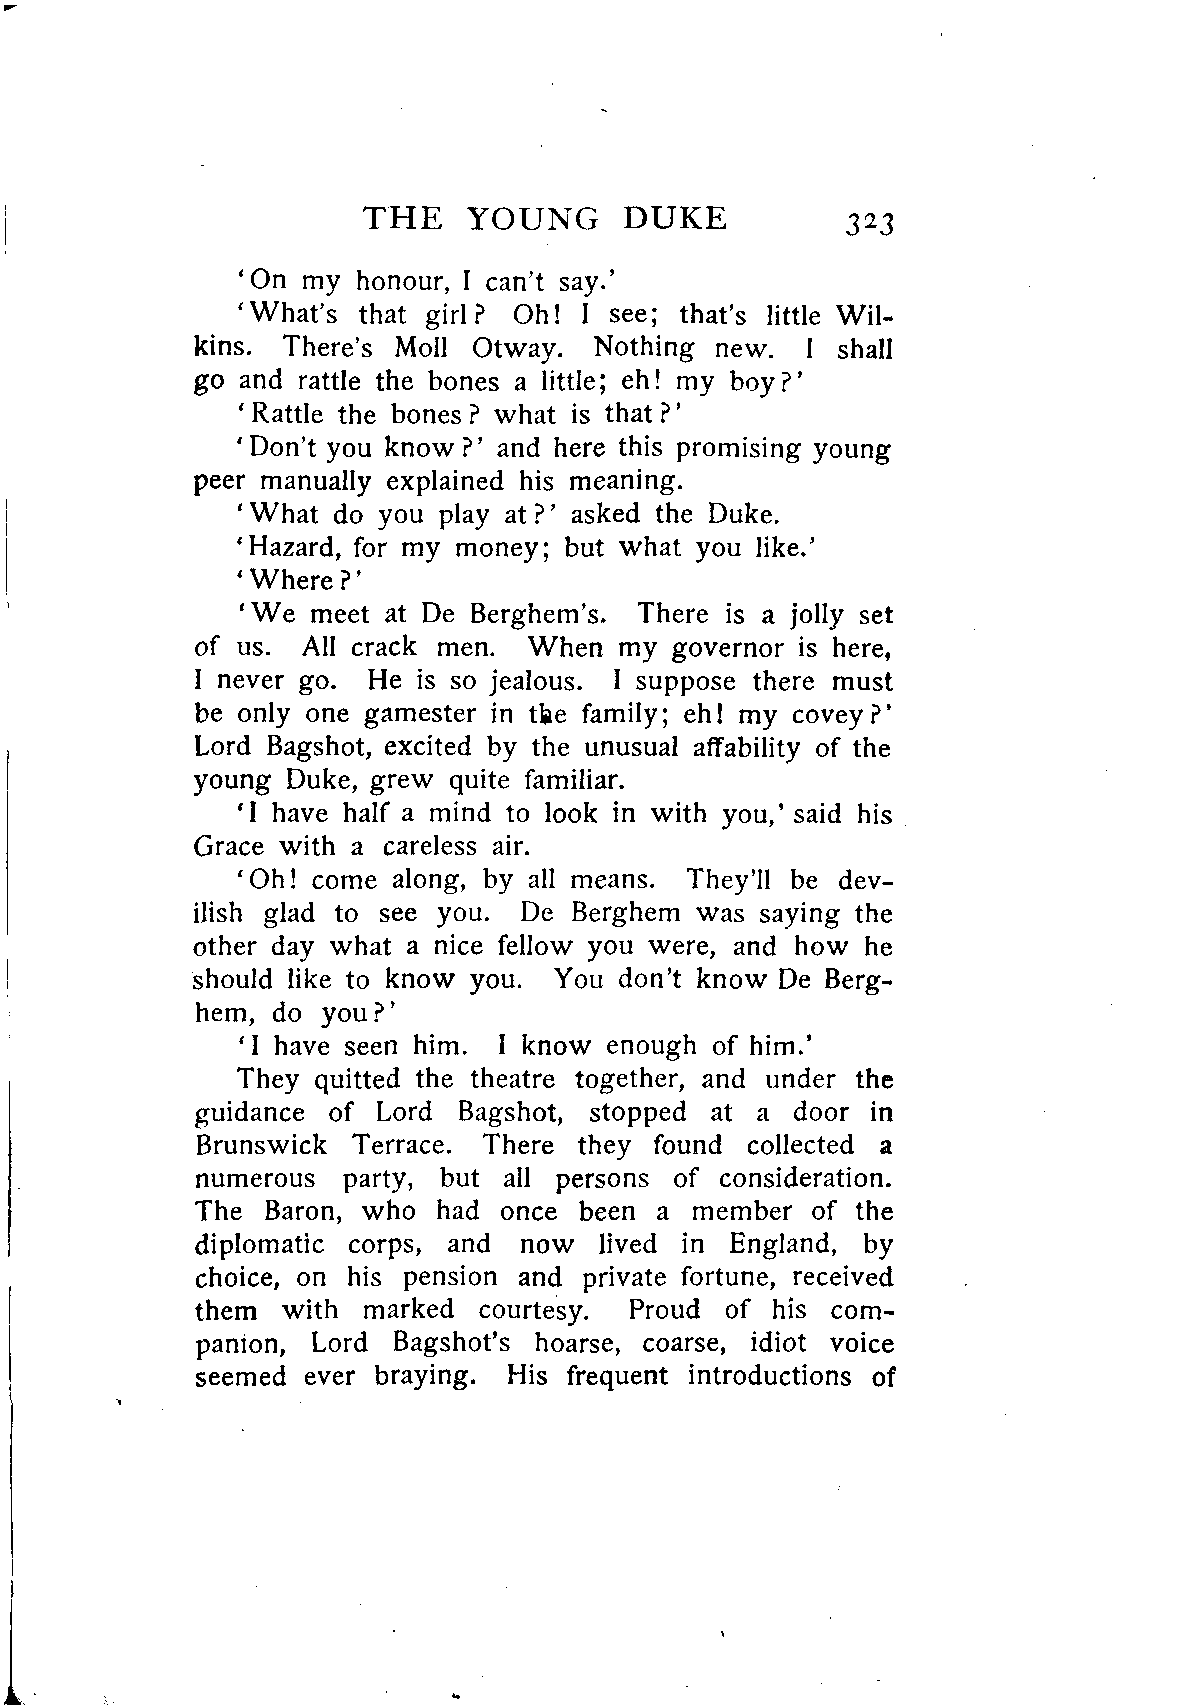 THE YOUNG DUKE 323
'On my honour, I can't say.'
'What's that girl? Oh! I see; that's little Wil-
kins. There's Moll Otway. Nothing new. I shall
go and rattle the bones a little; eh! my boy?'
'Rattle the bones? what is that?'
'Don't you know?' and here this promising young
peer manually explained his meaning.
'What do you play at?' asked the Duke.
'Hazard, for my money; but what you like.'
'Where?'
'We meet at De Berghem's. There is a jolly set
of us. All crack men. When my governor is here,
I never go. He is so jealous. I suppose there must
be only one gamester in the family; eh! my covey?'
Lord Bagshot, excited by the unusual affability of the
young Duke, grew quite familiar.
'I have half a mind to look in with you,' said his
Grace with a careless air.
'Oh! come along, by all means. They'll be dev-
ilish glad to see you. De Berghem was saying the
other day what a nice fellow you were, and how he
should like to know you. You don't know De Berg-
hem, do you?'
'I have seen him. I know enough of him.'
They quitted the theatre together, and under the
guidance of Lord Bagshot, stopped at a door in
Brunswick Terrace. There they found collected a
numerous party, but all persons of consideration.
The Baron, who had once been a member of the
diplomatic corps, and now lived in England, by
choice, on his pension and private fortune, received
them with marked courtesy. Proud of his com-
panion, Lord Bagshot's hoarse, coarse, idiot voice
seemed ever braying. His frequent introductions of